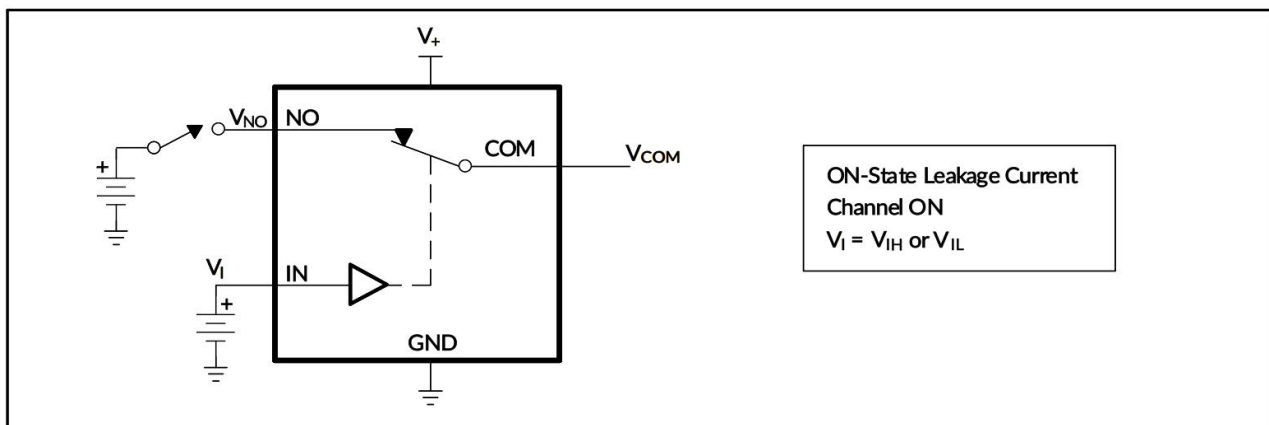 V+
VNO NO
COM
VCOM
+
VI IN
+
GND
ON-State Leakage Current
Channel ON
VI = VIH or VIL